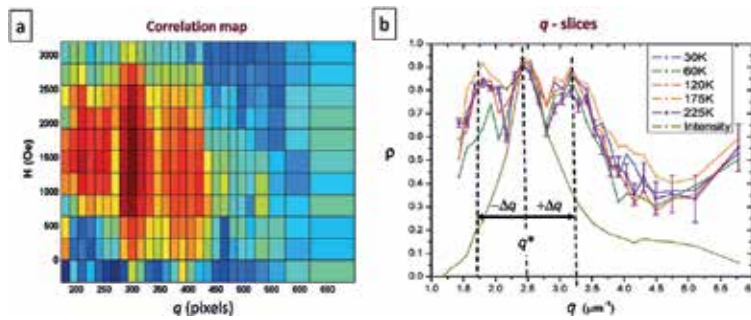 a
Correlation map
H (Oe)
3000
2500
2000
1500
1000
500
0
200 250 300 350 400 450 500 550 600 650
q (pixels)
b
q - slices
ρ
1.0
0.9
0.8
0.7
0.6
0.5
0.4
0.3
0.2
0.1
0.0
30K
60K
120K
175K
225K
Intensity
−Δq +Δq
q*
1.0 1.5 2.0 2.5 3.0 3.5 4.0 4.5 5.0 5.5 6.0
q (μm⁻¹)